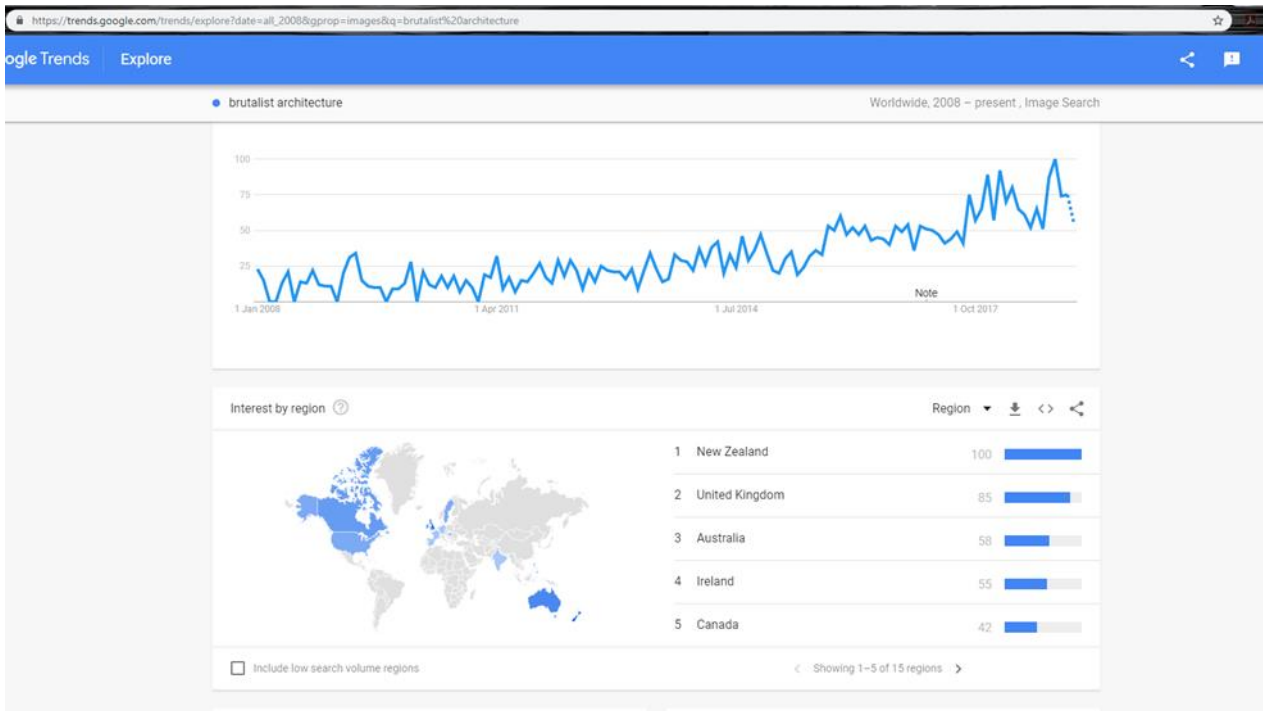 https://trends.google.com/trends/explore?date=all_2008&gprop=images&q=brutalist%20architecture
ogle Trends Explore
brutalist architecture Worldwide, 2008 – present , Image Search
100
75
50
25
Note
1 Jan 2008 1 Apr 2011 1 Jul 2014 1 Oct 2017
Interest by region Region
1 New Zealand 100
2 United Kingdom 85
3 Australia 58
4 Ireland 55
5 Canada 42
Include low search volume regions Showing 1–5 of 15 regions